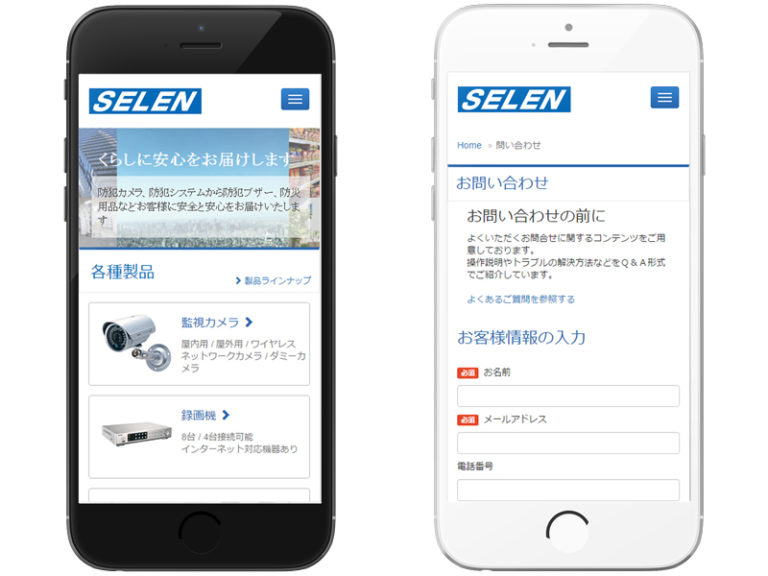 SELEN
くらしに安心をお届けします
防犯カメラ、防犯システムから防犯ブザー、防災
用品などお客様に安全と安心をお届けいたしま
す
各種製品
製品ラインナップ
監視カメラ
屋内用 / 屋外用 / ワイヤレス
ネットワークカメラ / ダミーカ
メラ
録画機
8台 / 4台接続可能
インターネット対応機器あり
SELEN
Home » 問い合わせ
お問い合わせ
お問い合わせの前に
よくいただくお問合せに関するコンテンツをご用
意しております。
操作説明やトラブルの解決方法などをQ&A形式
でご紹介しています。
よくあるご質問を参照する
お客様情報の入力
必須 お名前
必須 メールアドレス
電話番号